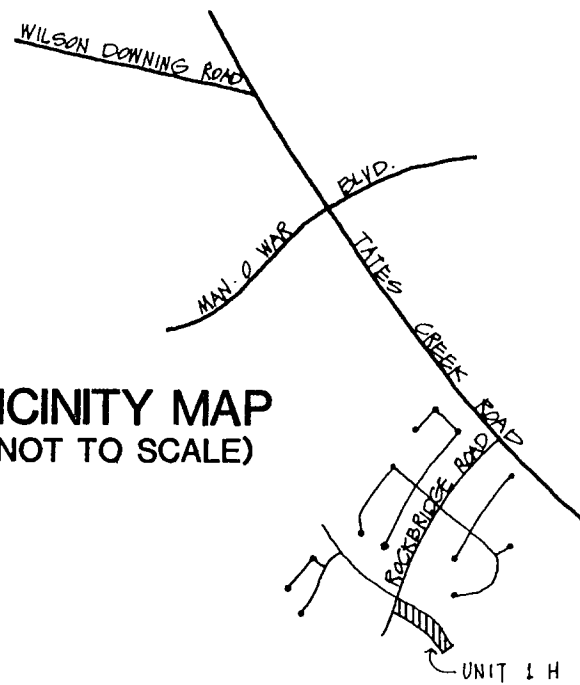 WILSON DOWNING ROAD
MAN. O WAR BLVD.
TATES CREEK ROAD
ICINITY MAP
NOT TO SCALE)
ROCKBRIDGE ROAD
UNIT 1 H